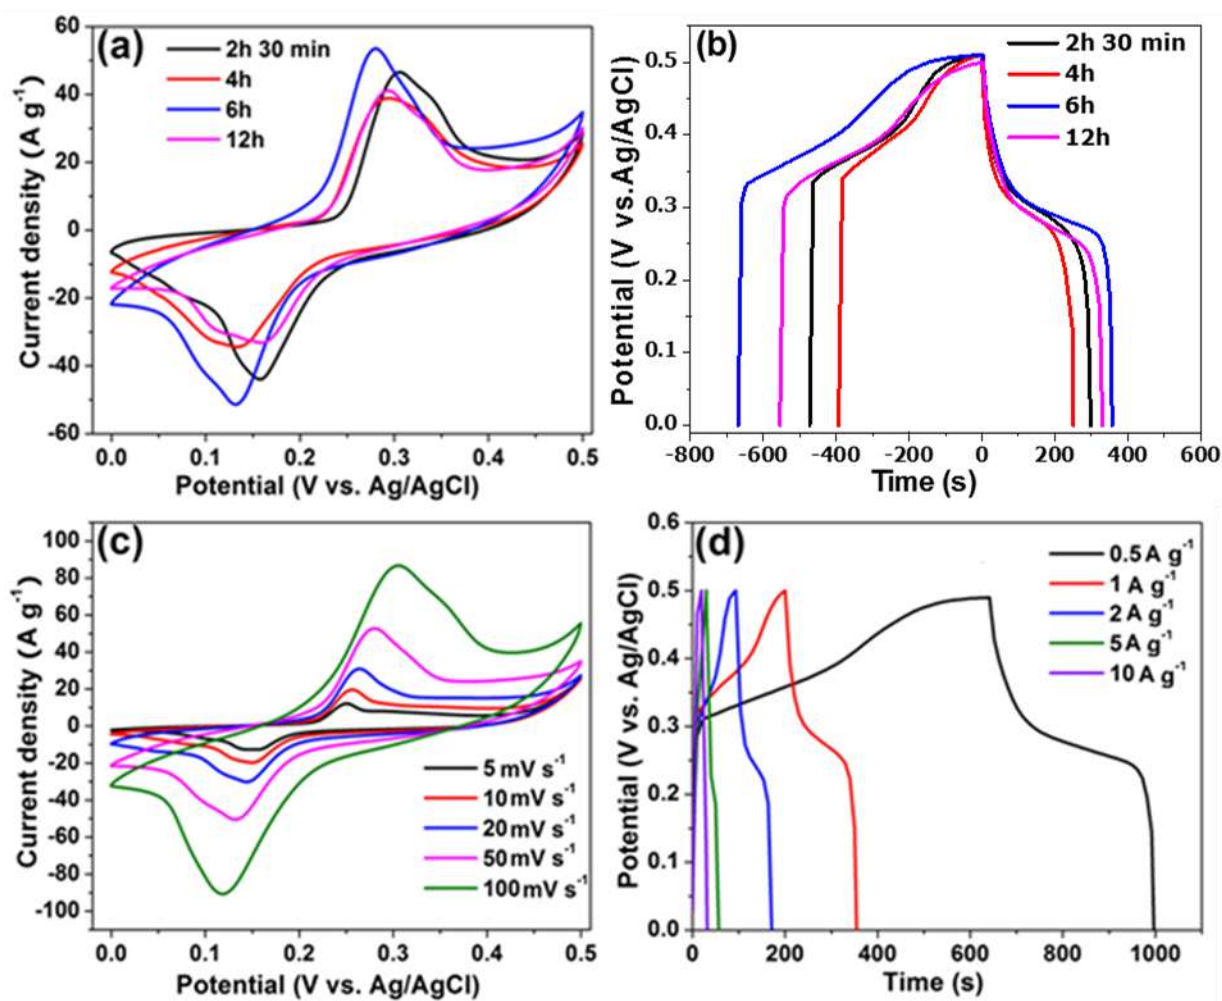 (a)
2h 30 min
4h
6h
12h
60
40
20
0
-20
-40
-60
Current density (A g⁻¹)
0.0 0.1 0.2 0.3 0.4 0.5
Potential (V vs. Ag/AgCl)
(b)
2h 30 min
4h
6h
12h
0.5
0.4
0.3
0.2
0.1
0.0
Potential (V vs.Ag/AgCl)
-800 -600 -400 -200 0 200 400 600
Time (s)
(c)
100
80
60
40
20
0
-20
-40
-60
-80
-100
Current density (A g⁻¹)
5 mV s⁻¹
10 mV s⁻¹
20 mV s⁻¹
50 mV s⁻¹
100 mV s⁻¹
0.0 0.1 0.2 0.3 0.4 0.5
Potential (V vs. Ag/AgCl)
(d)
0.5 A g⁻¹
1 A g⁻¹
2 A g⁻¹
5 A g⁻¹
10 A g⁻¹
0.6
0.5
0.4
0.3
0.2
0.1
0.0
Potential (V vs. Ag/AgCl)
0 200 400 600 800 1000
Time (s)